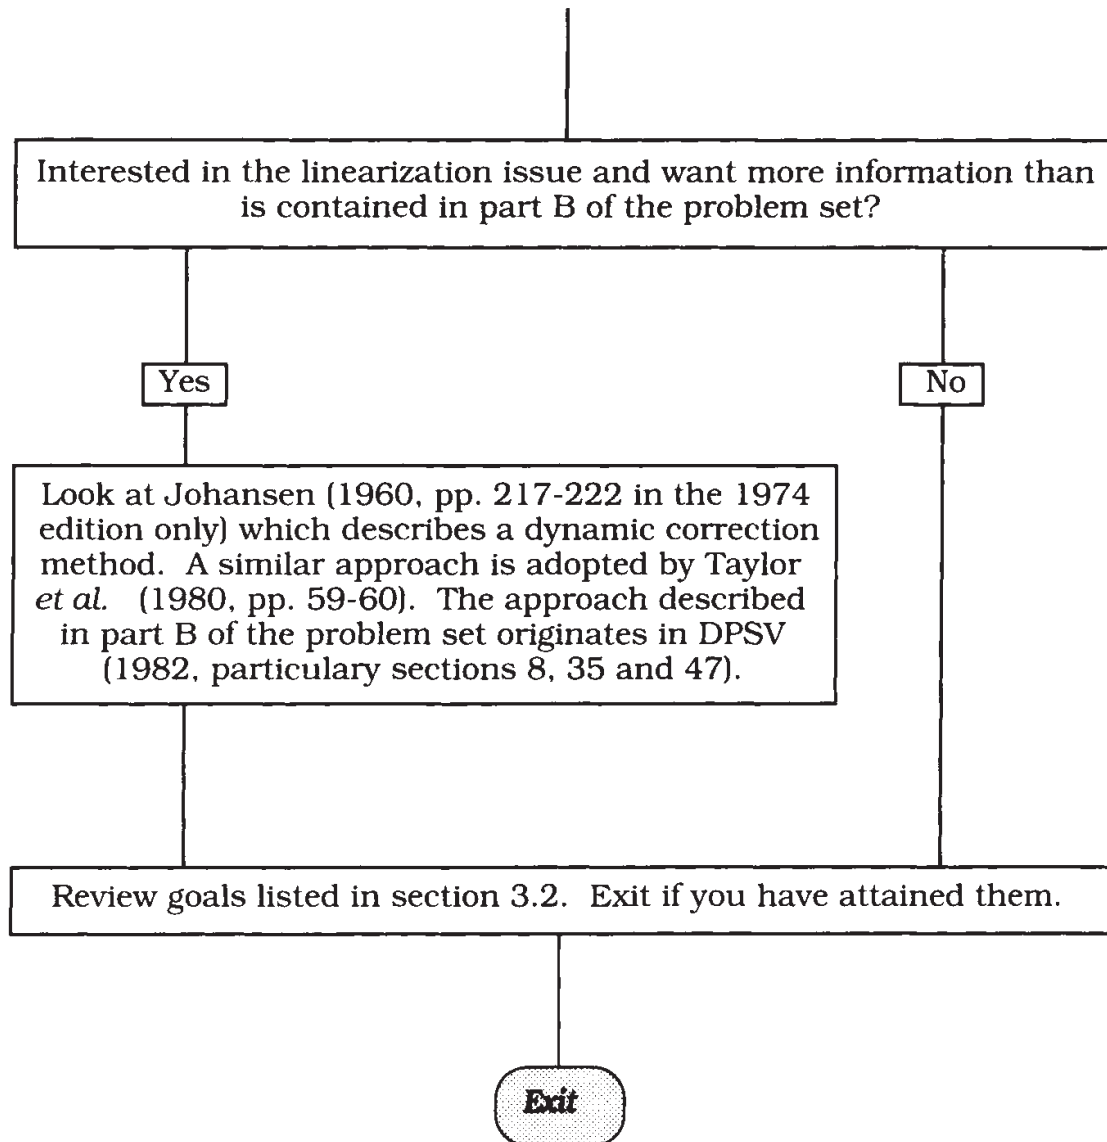 Interested in the linearization issue and want more information than
is contained in part B of the problem set?
Yes
No
Look at Johansen (1960, pp. 217-222 in the 1974
edition only) which describes a dynamic correction
method. A similar approach is adopted by Taylor
et al. (1980, pp. 59-60). The approach described
in part B of the problem set originates in DPSV
(1982, particulary sections 8, 35 and 47).
Review goals listed in section 3.2. Exit if you have attained them.
Exit